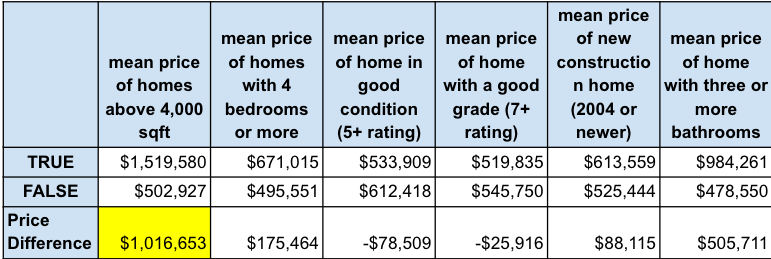 mean price of homes above 4,000 sqft
mean price of homes with 4 bedrooms or more
mean price of home in good condition (5+ rating)
mean price of home with a good grade (7+ rating)
mean price of new constructio n home (2004 or newer)
mean price of home with three or more bathrooms
TRUE $1,519,580 $671,015 $533,909 $519,835 $613,559 $984,261
FALSE $502,927 $495,551 $612,418 $545,750 $525,444 $478,550
Price
Difference $1,016,653 $175,464 -$78,509 -$25,916 $88,115 $505,711